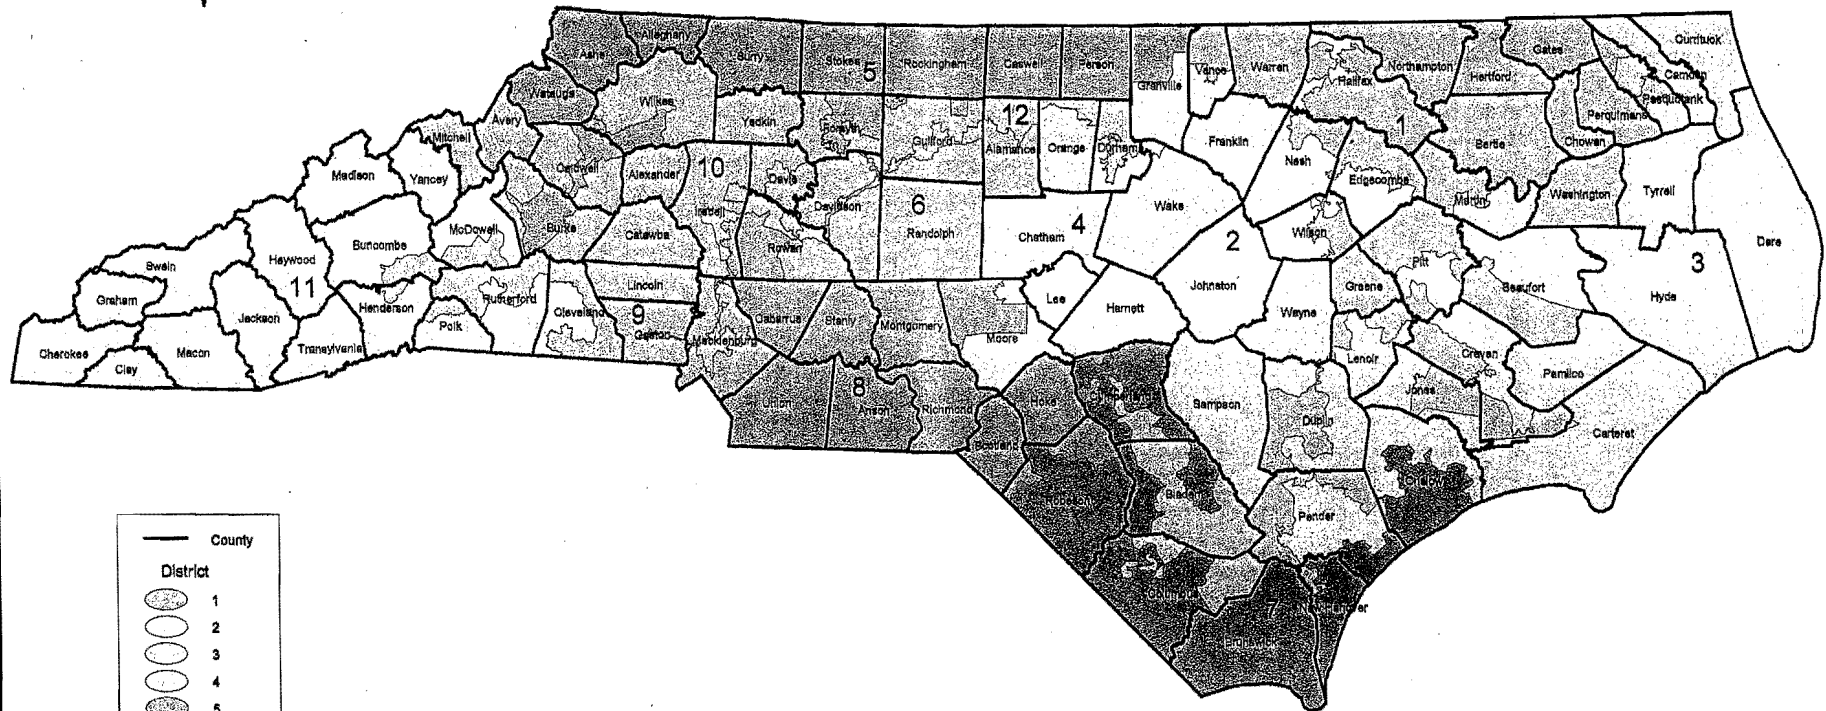 Ashe
Alleghany
Surry
Stokes
5
Rockingham
Caswell
Person
Granville
Vance
Warren
Halifax
Northampton
Hertford
Gates
Currituck
Camden
Pasquotank
Perquimans
Chowan
Watauga
Wilkes
Yadkin
Forsyth
Guilford
12
Alamance
Orange
Durham
Franklin
Nash
1
Edgecombe
Bertie
Martin
Washington
Tyrrell
Dare
Mitchell
Avery
Caldwell
Alexander
10
Iredell
Davie
Davidson
6
Randolph
Chatham
4
Wake
2
Wilson
Pitt
Beaufort
Hyde
3
Madison
Yancey
McDowell
Burke
Catawba
Rowan
Swain
Haywood
11
Buncombe
Graham
Jackson
Henderson
Rutherford
Polk
Cleveland
Lincoln
9
Gaston
Mecklenburg
Cabarrus
Stanly
Montgomery
Moore
Lee
Harnett
Johnston
Wayne
Greene
Lenoir
Craven
Pamlico
Jones
Carteret
Cherokee
Clay
Macon
Transylvania
Union
8
Anson
Richmond
Scotland
Hoke
Sampson
Duplin
Robeson
Bladen
Pender
7
New Hanover
Brunswick
County
District
1
2
3
4
5